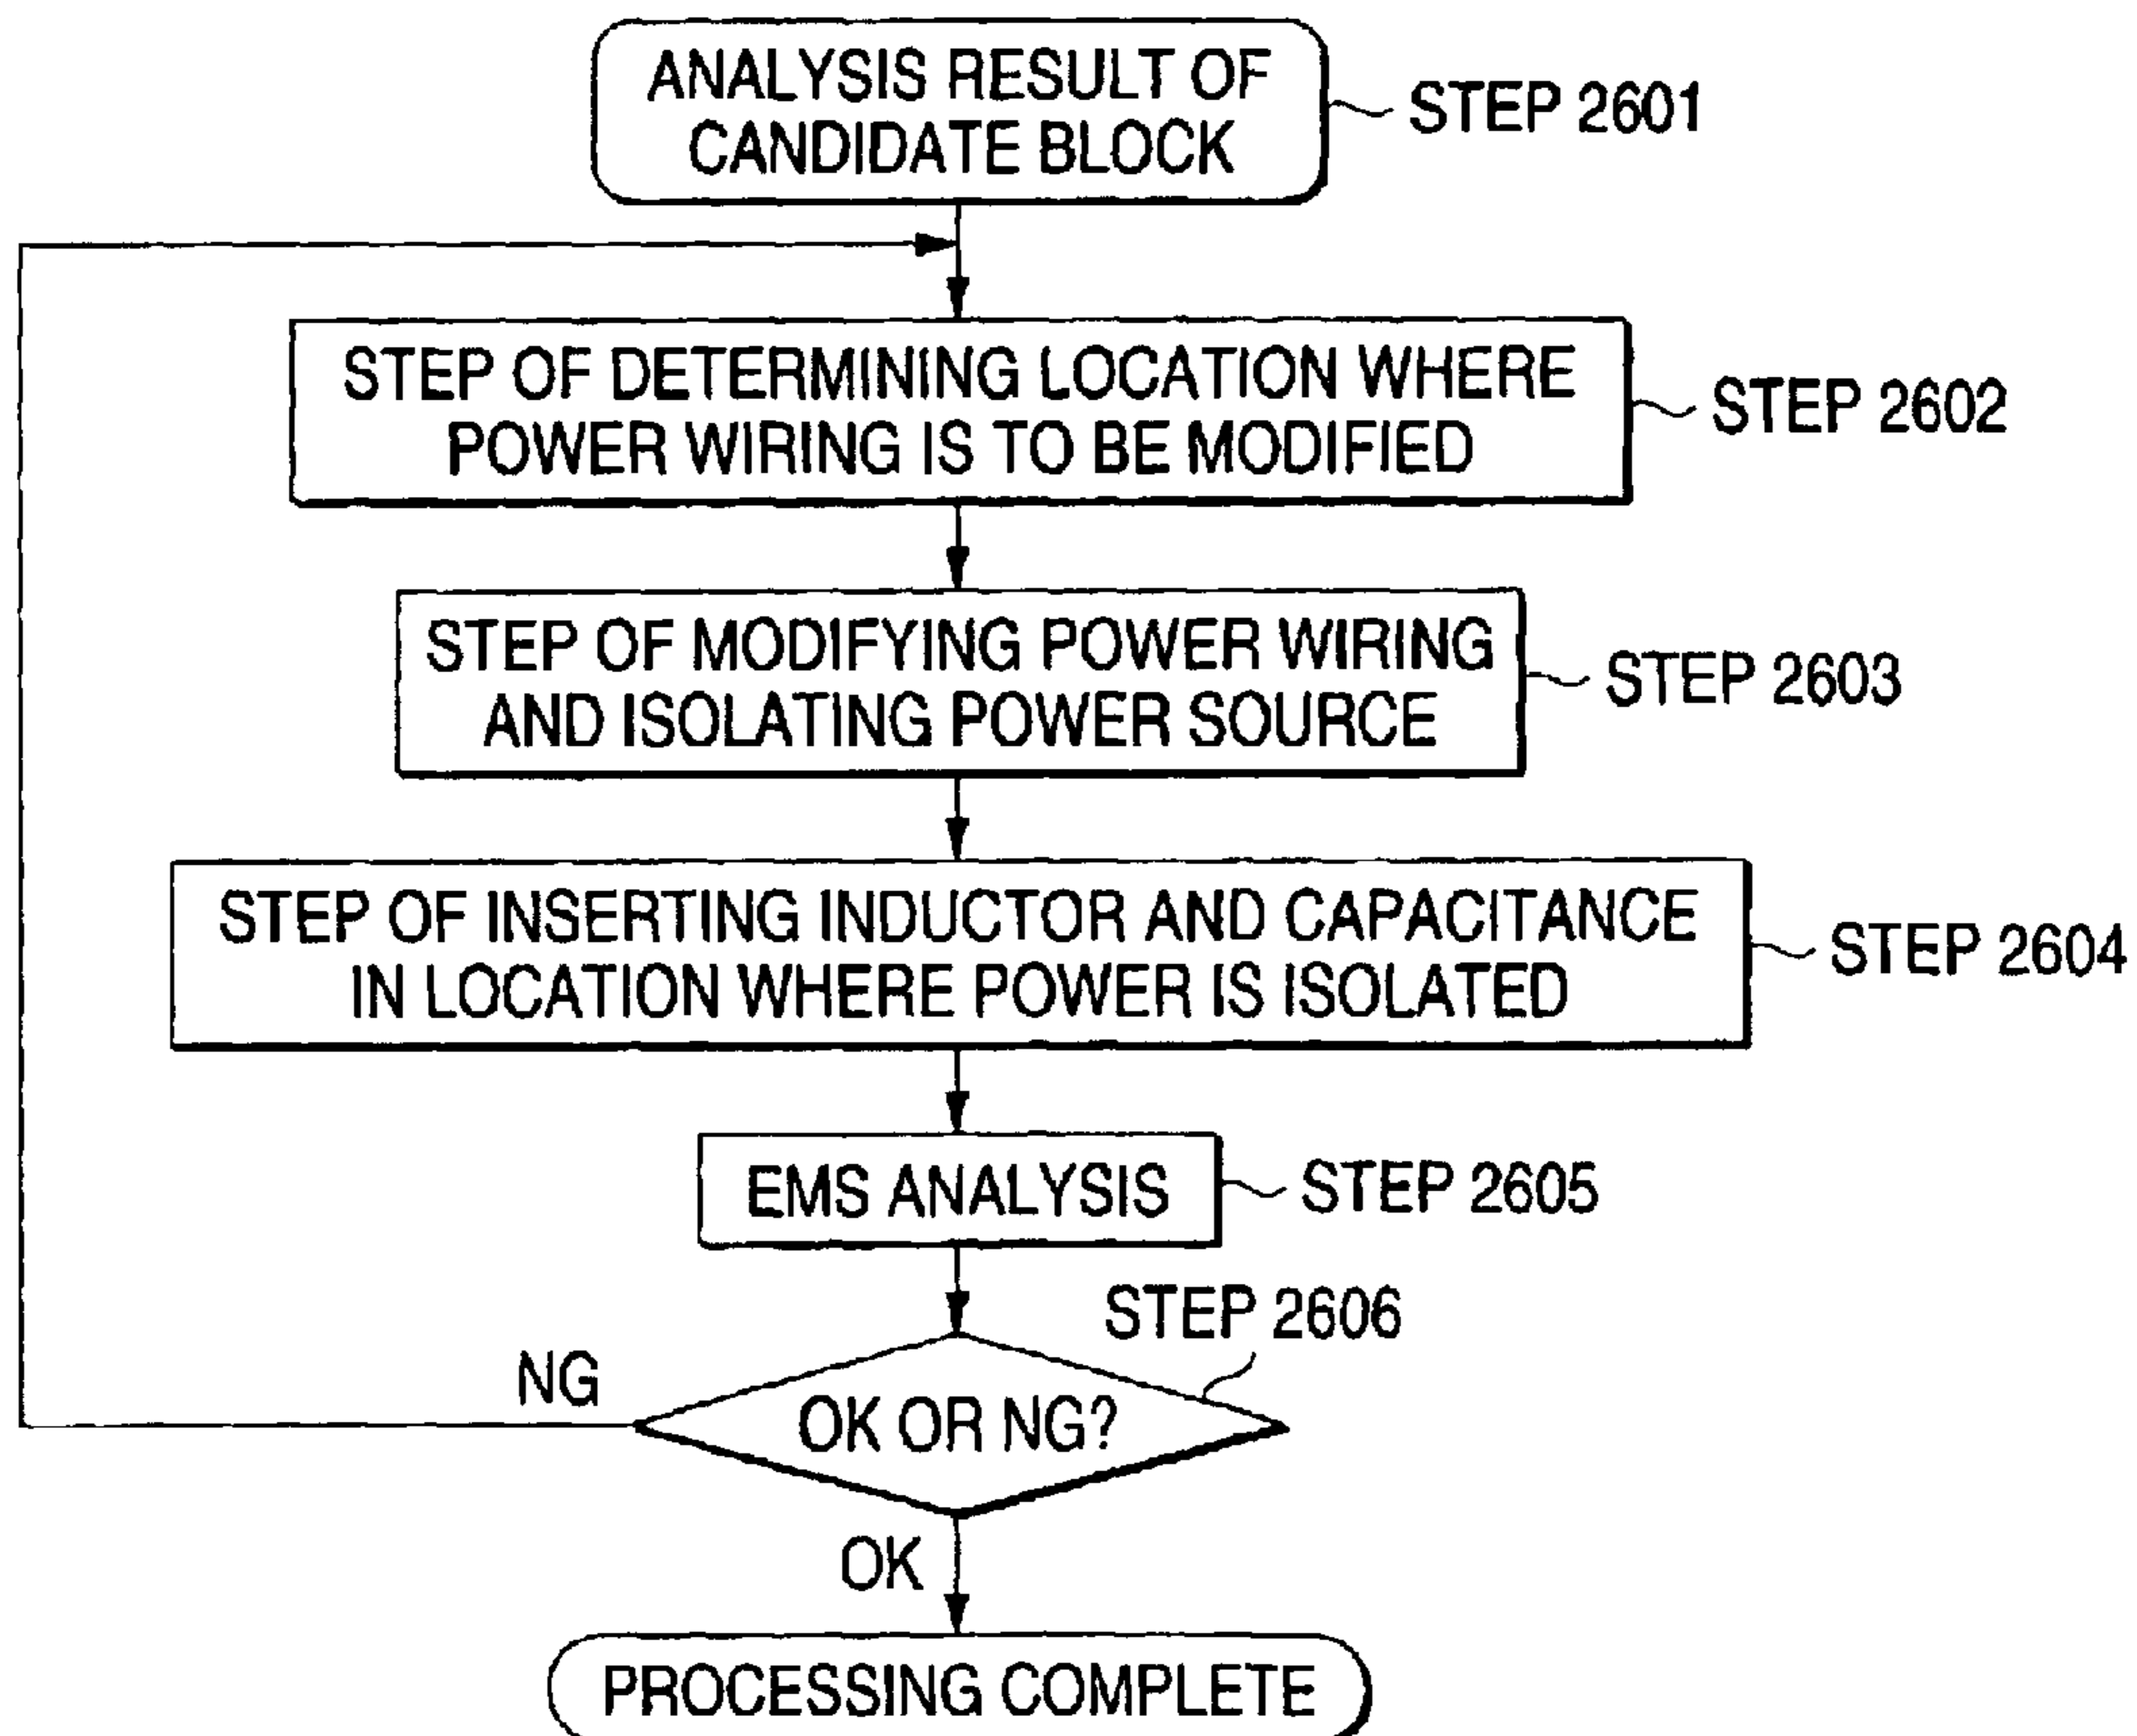 ANALYSIS RESULT OF
CANDIDATE BLOCK
STEP 2601
STEP OF DETERMINING LOCATION WHERE
POWER WIRING IS TO BE MODIFIED
STEP 2602
STEP OF MODIFYING POWER WIRING
AND ISOLATING POWER SOURCE
STEP 2603
STEP OF INSERTING INDUCTOR AND CAPACITANCE
IN LOCATION WHERE POWER IS ISOLATED
STEP 2604
EMS ANALYSIS
STEP 2605
STEP 2606
NG
OK OR NG?
OK
PROCESSING COMPLETE